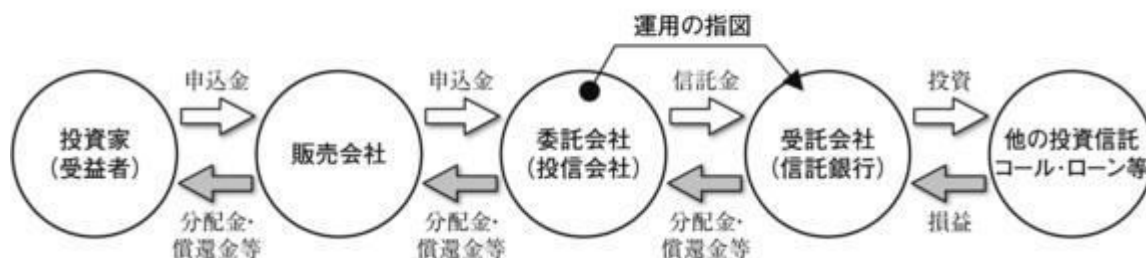 運用の指図
申込金
申込金
信託金
投資
投資家
(受益者)
販売会社
委託会社
(投信会社)
受託会社
(信託銀行)
他の投資信託
コール・ローン等
分配金・
償還金等
分配金・
償還金等
分配金・
償還金等
損益